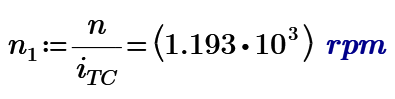 n₁ := n / i_TC = (1.193 • 10³) rpm